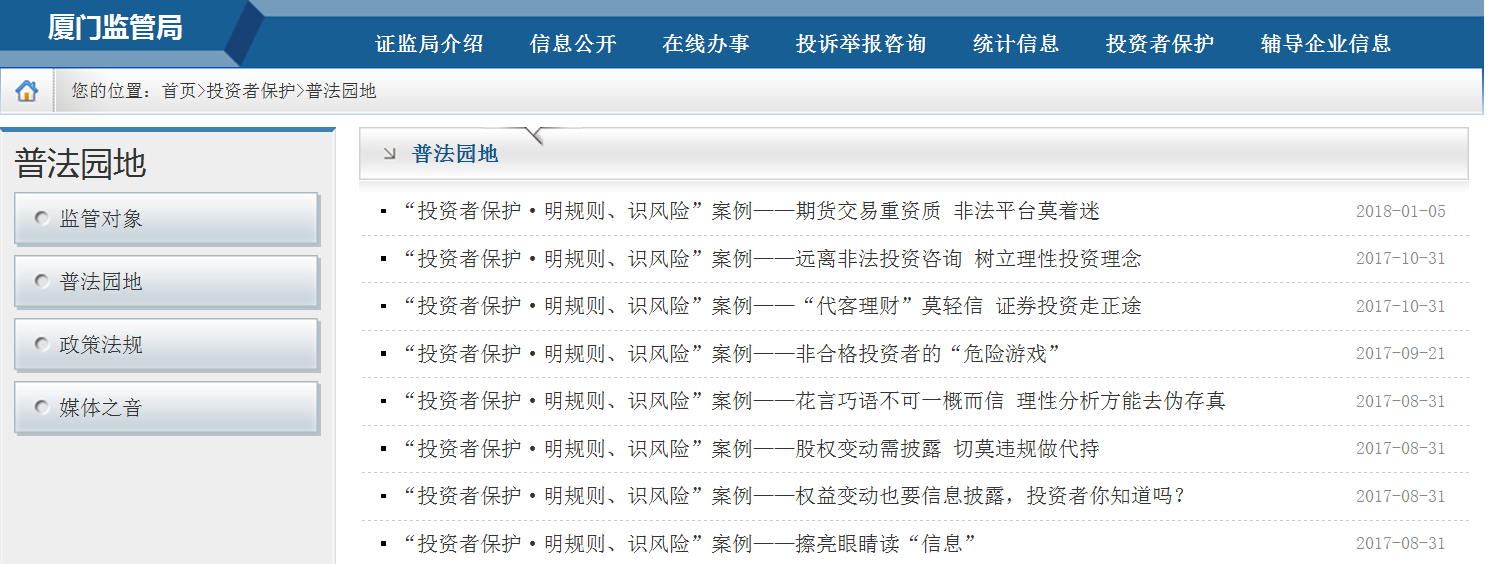 厦门监管局
证监局介绍 信息公开 在线办事 投诉举报咨询 统计信息 投资者保护 辅导企业信息
您的位置：首页>投资者保护>普法园地
普法园地
监管对象
普法园地
政策法规
媒体之音
普法园地
“投资者保护·明规则、识风险”案例——期货交易重资质 非法平台莫着迷 2018-01-05
“投资者保护·明规则、识风险”案例——远离非法投资咨询 树立理性投资理念 2017-10-31
“投资者保护·明规则、识风险”案例——“代客理财”莫轻信 证券投资走正途 2017-10-31
“投资者保护·明规则、识风险”案例——非合格投资者的“危险游戏” 2017-09-21
“投资者保护·明规则、识风险”案例——花言巧语不可一概而信 理性分析方能去伪存真 2017-08-31
“投资者保护·明规则、识风险”案例——股权变动需披露 切莫违规做代持 2017-08-31
“投资者保护·明规则、识风险”案例——权益变动也要信息披露，投资者你知道吗？ 2017-08-31
“投资者保护·明规则、识风险”案例——擦亮眼睛读“信息” 2017-08-31